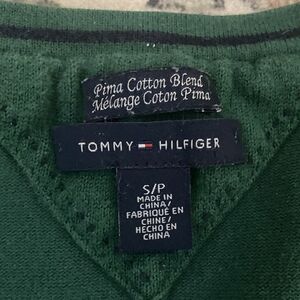 Pima Cotton Blend
Mélange Coton Pima
TOMMY HILFIGER
S/P
MADE IN
CHINA/
FABRIQUÉ EN
CHINE/
HECHO EN
CHINA